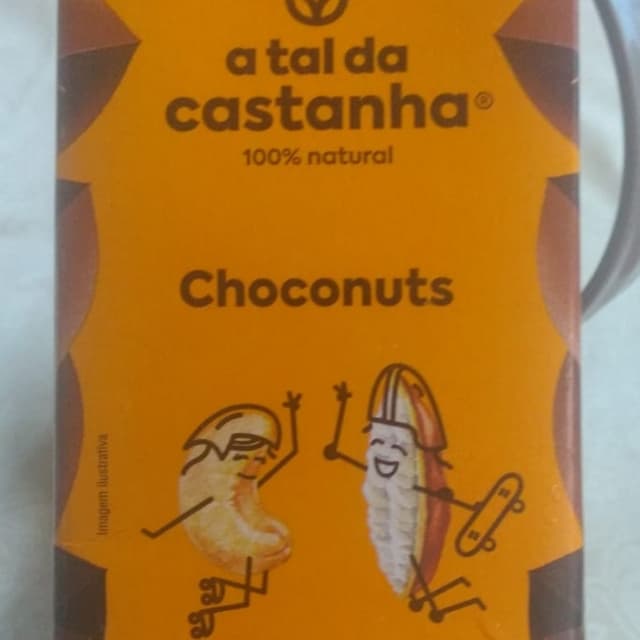 a tal da
castanha®
100% natural
Choconuts
Imagem ilustrativa